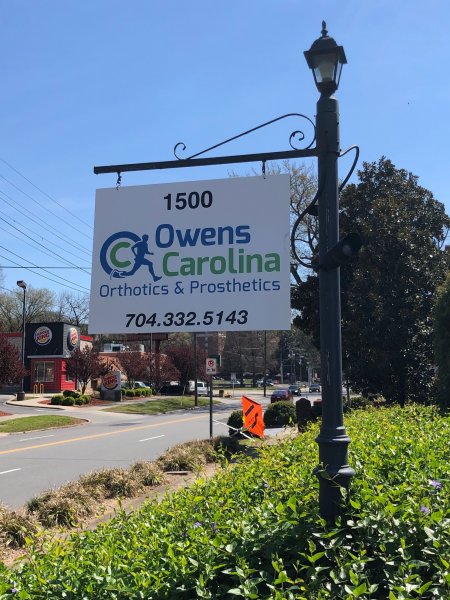 1500
Owens
Carolina
Orthotics & Prosthetics
704.332.5143